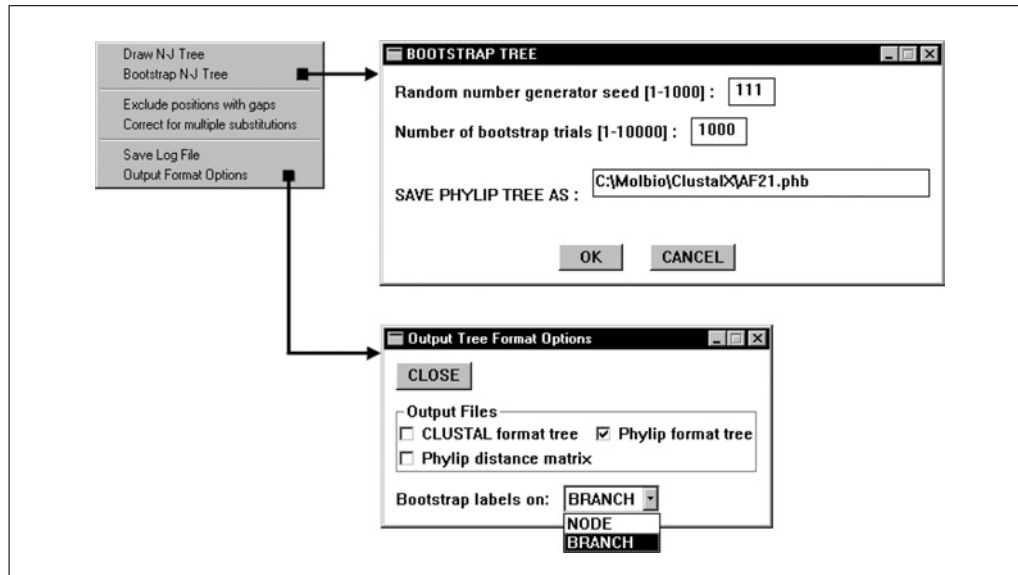 Draw N-J Tree
Bootstrap N-J Tree
Exclude positions with gaps
Correct for multiple substitutions
Save Log File
Output Format Options
BOOTSTRAP TREE
Random number generator seed [1-1000] : 111
Number of bootstrap trials [1-10000] : 1000
SAVE PHYLIP TREE AS : C:\Molbio\ClustalX\AF21.phb
OK CANCEL
Output Tree Format Options
CLOSE
Output Files
CLUSTAL format tree Phylip format tree
Phylip distance matrix
Bootstrap labels on: BRANCH
NODE
BRANCH